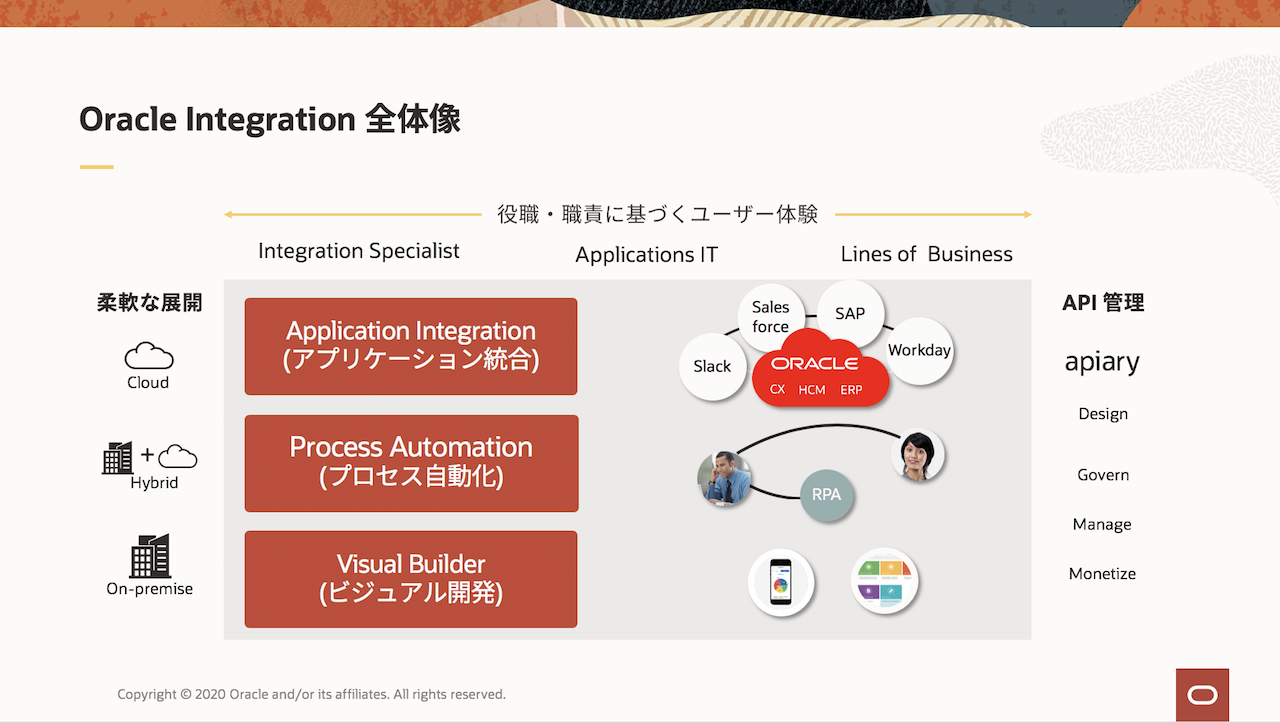 Oracle Integration 全体像
役職・職責に基づくユーザー体験
Integration Specialist
Applications IT
Lines of Business
柔軟な展開
Cloud
+
Hybrid
On-premise
Application Integration
(アプリケーション統合)
Process Automation
(プロセス自動化)
Visual Builder
(ビジュアル開発)
Slack
Sales
force
SAP
Workday
ORACLE
CX HCM ERP
RPA
API 管理
apiary
Design
Govern
Manage
Monetize
Copyright © 2020 Oracle and/or its affiliates. All rights reserved.